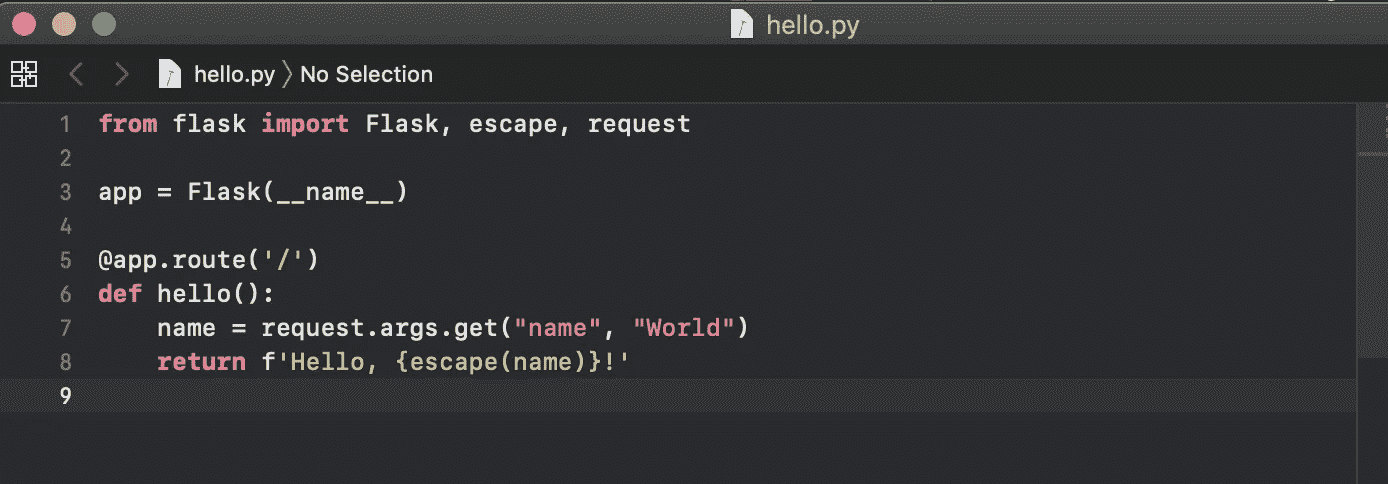 hello.py
hello.py 〉 No Selection
1 from flask import Flask, escape, request
2
3 app = Flask(__name__)
4
5 @app.route('/')
6 def hello():
7     name = request.args.get("name", "World")
8     return f'Hello, {escape(name)}!'
9